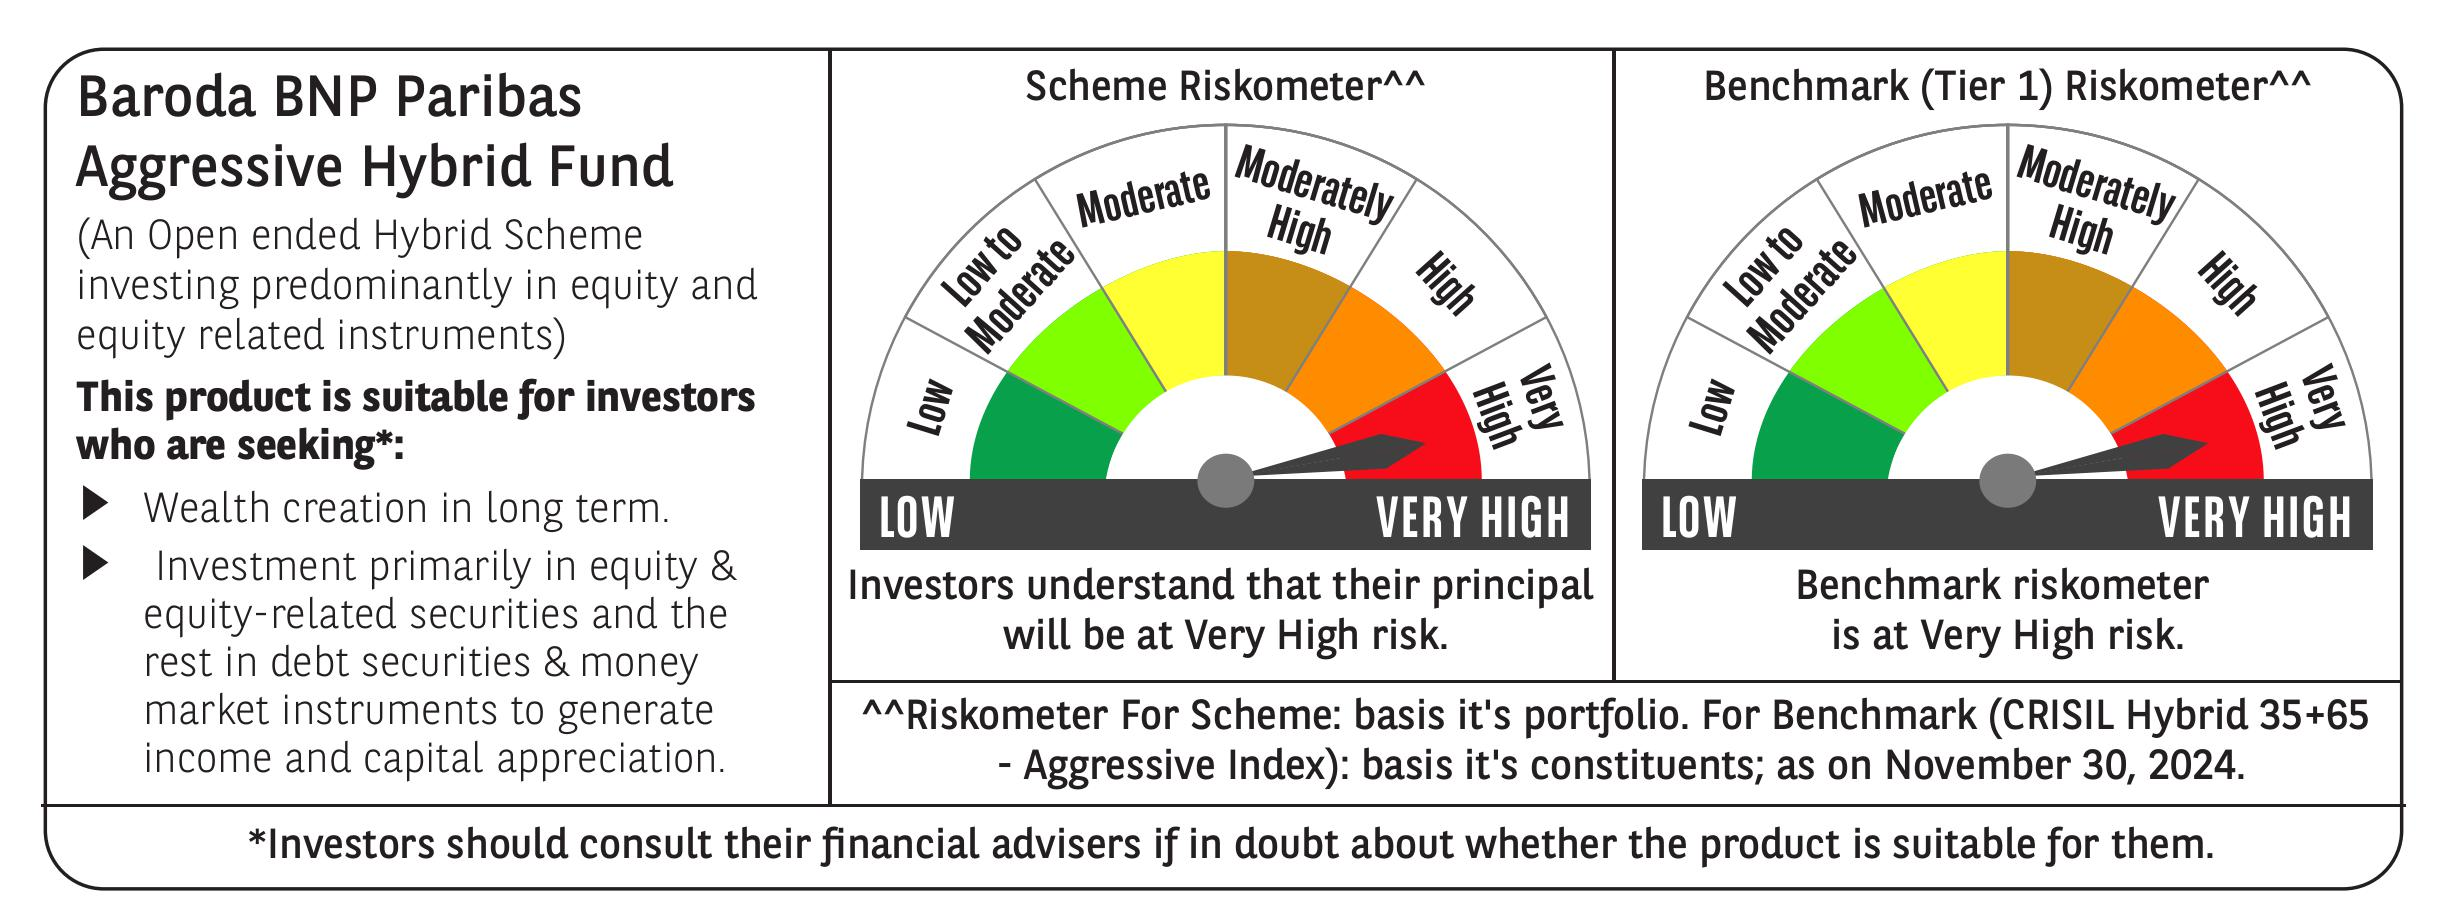 Baroda BNP Paribas
Aggressive Hybrid Fund
(An Open ended Hybrid Scheme
investing predominantly in equity and
equity related instruments)
This product is suitable for investors
who are seeking*:
Wealth creation in long term.
Investment primarily in equity &
equity-related securities and the
rest in debt securities & money
market instruments to generate
income and capital appreciation.
Scheme Riskometer^^
Low
Low to
Moderate
Moderate
Moderately
High
High
Very
High
LOW
VERY HIGH
Investors understand that their principal
will be at Very High risk.
Benchmark (Tier 1) Riskometer^^
Low
Low to
Moderate
Moderate
Moderately
High
High
Very
High
LOW
VERY HIGH
Benchmark riskometer
is at Very High risk.
^^Riskometer For Scheme: basis it's portfolio. For Benchmark (CRISIL Hybrid 35+65
- Aggressive Index): basis it's constituents; as on November 30, 2024.
*Investors should consult their financial advisers if in doubt about whether the product is suitable for them.